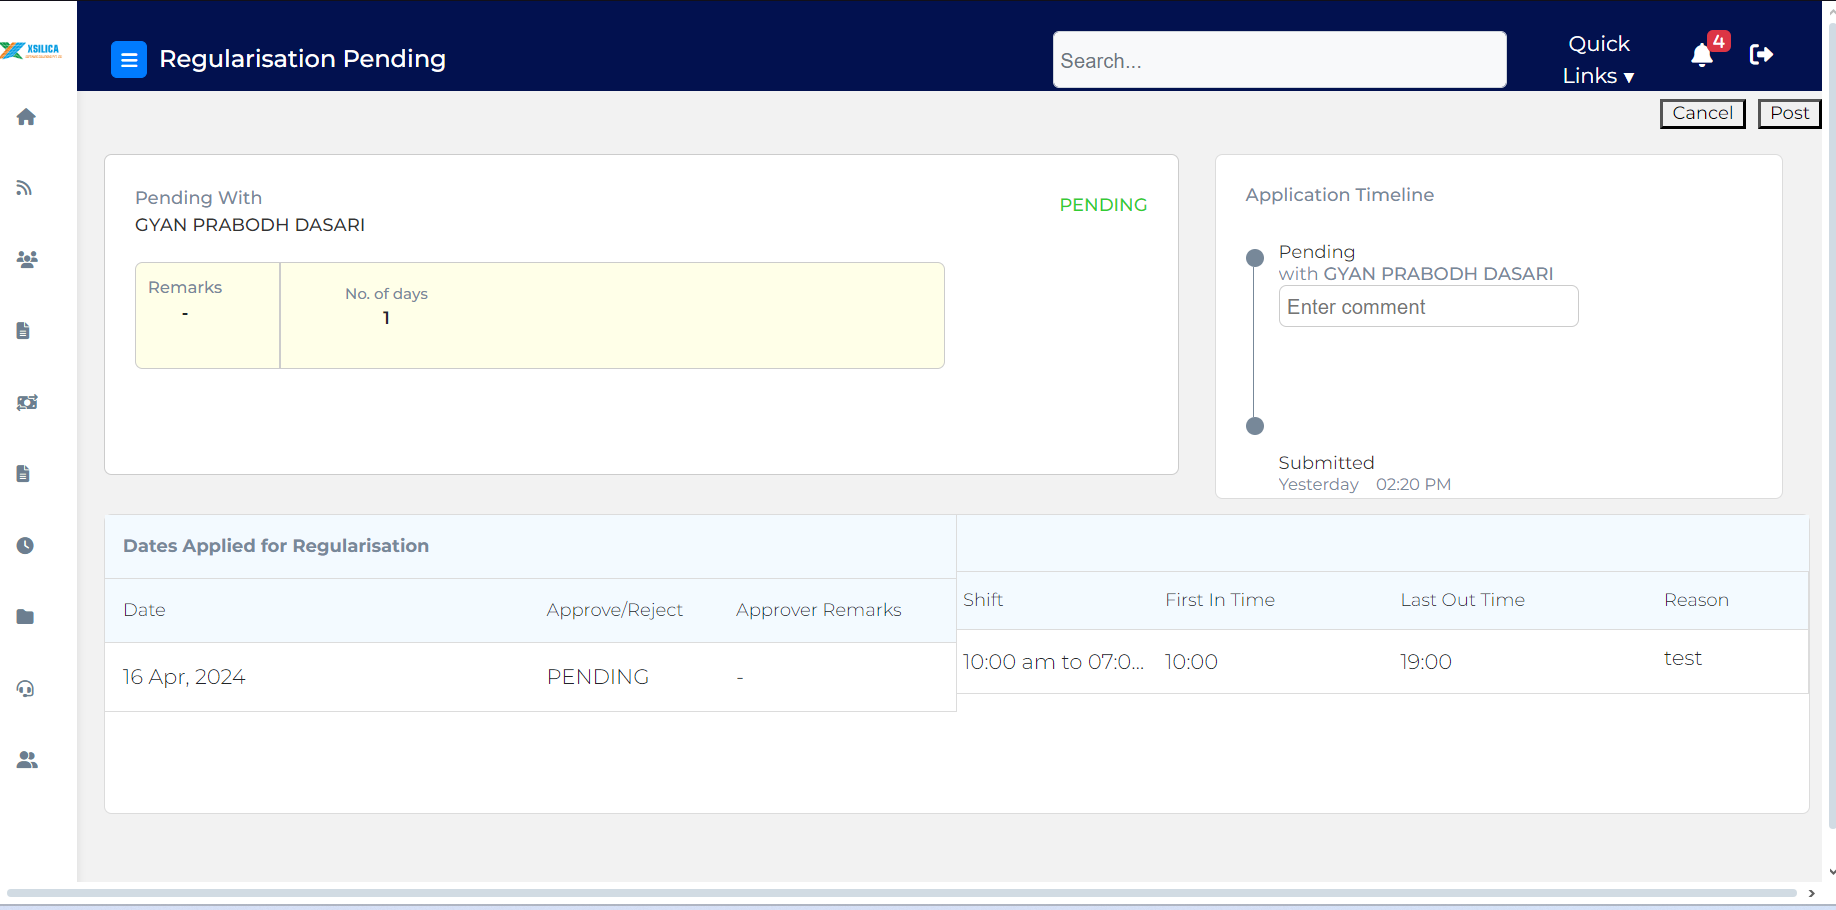 XSILICA
Regularisation Pending
Search...
Quick
Links ▾
4
Cancel
Post
Pending With
GYAN PRABODH DASARI
PENDING
Remarks
-
No. of days
1
Application Timeline
Pending
with GYAN PRABODH DASARI
Enter comment
Submitted
Yesterday 02:20 PM
Dates Applied for Regularisation
Date Approve/Reject Approver Remarks Shift First In Time Last Out Time Reason
16 Apr, 2024 PENDING - 10:00 am to 07:0... 10:00 19:00 test